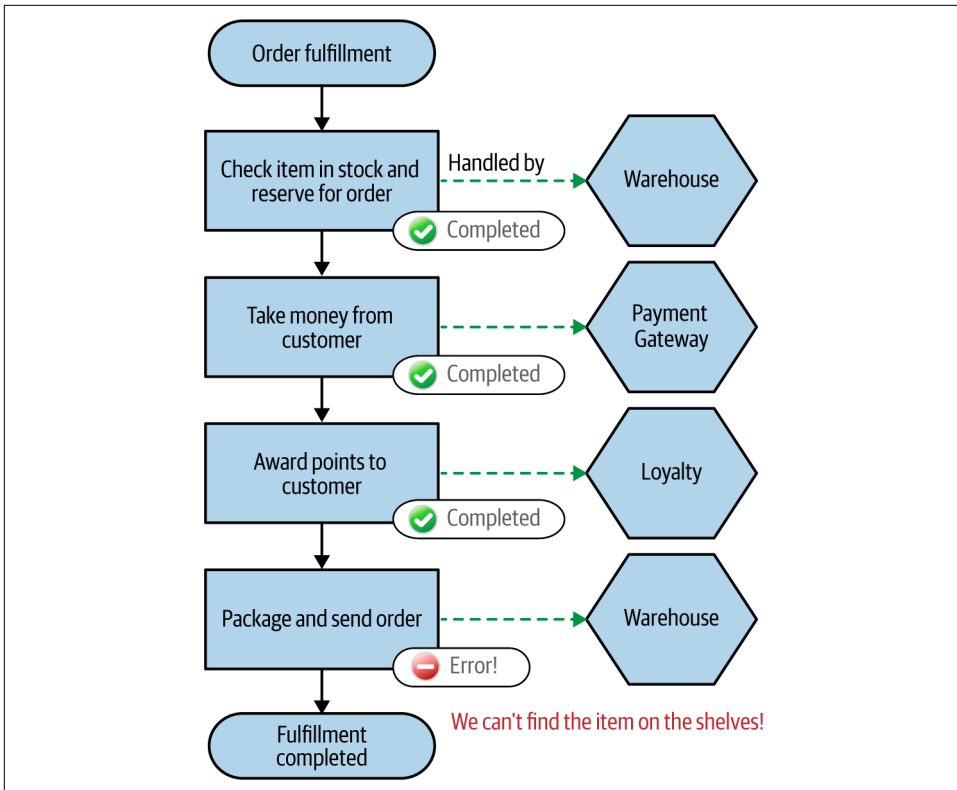 Order fulfillment
Check item in stock and
reserve for order
Handled by
Warehouse
Completed
Take money from
customer
Payment
Gateway
Completed
Award points to
customer
Loyalty
Completed
Package and send order
Warehouse
Error!
We can't find the item on the shelves!
Fulfillment
completed